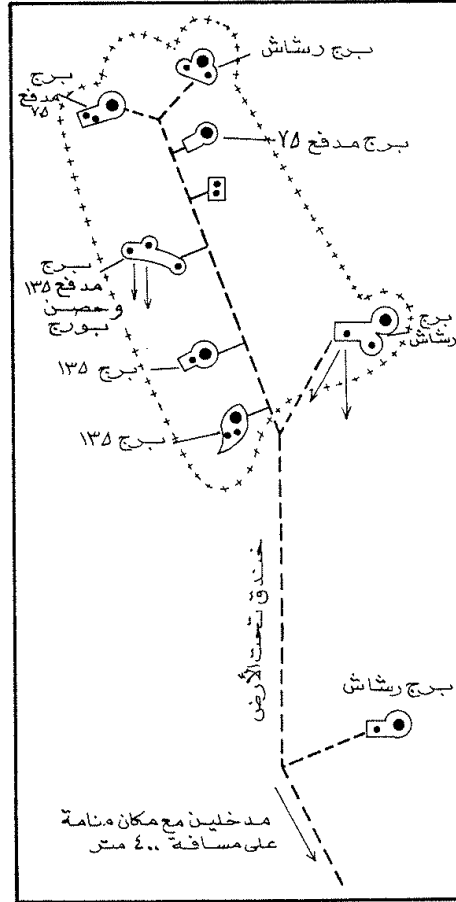 برج رشاش
برج
مدفع
٧٥
برج مدفع ٧٥
برج
مدفع ١٣٥
وحصن
بورج
برج
رشاش
برج ١٣٥
برج ١٣٥
خندق تحت الأرض
برج رشاش
مدخلين مع مكان منامة
على مسافة ٤٠٠ متر